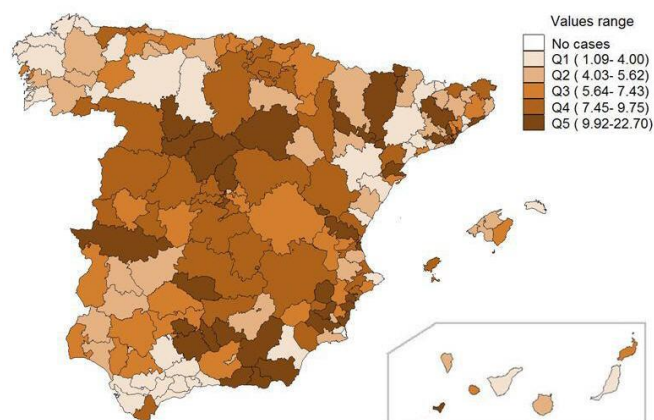 Values range
No cases
Q1 ( 1.09- 4.00)
Q2 ( 4.03- 5.62)
Q3 ( 5.64- 7.43)
Q4 ( 7.45- 9.75)
Q5 ( 9.92-22.70)